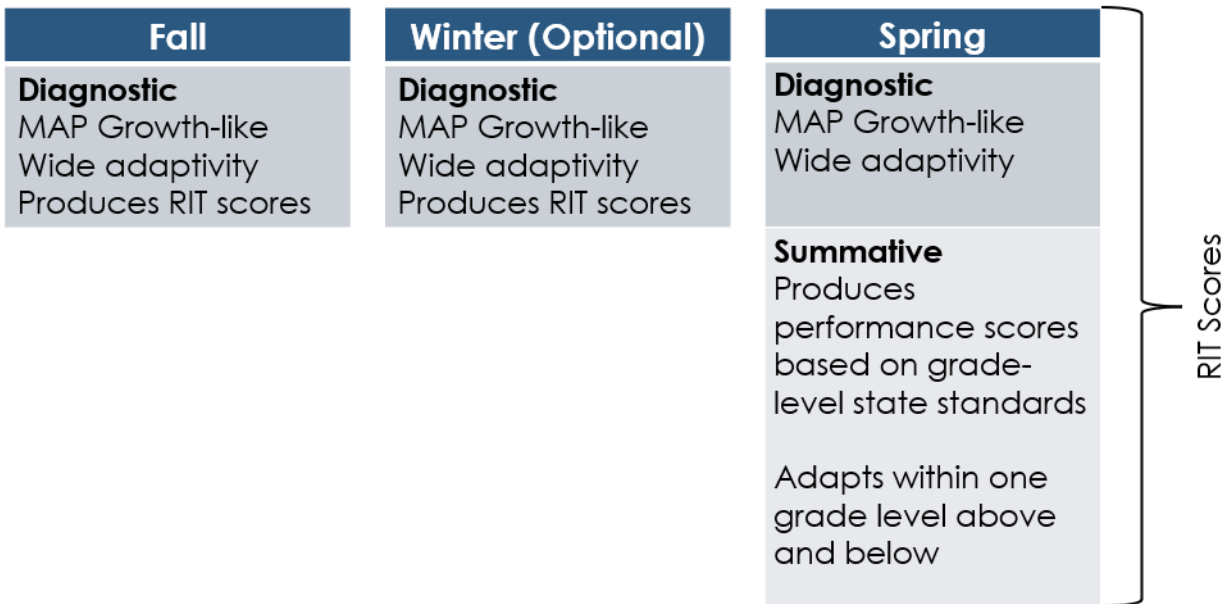 Fall
Diagnostic
MAP Growth-like
Wide adaptivity
Produces RIT scores
Winter (Optional)
Diagnostic
MAP Growth-like
Wide adaptivity
Produces RIT scores
Spring
Diagnostic
MAP Growth-like
Wide adaptivity
Summative
Produces
performance scores
based on grade-
level state standards
Adapts within one
grade level above
and below
RIT Scores